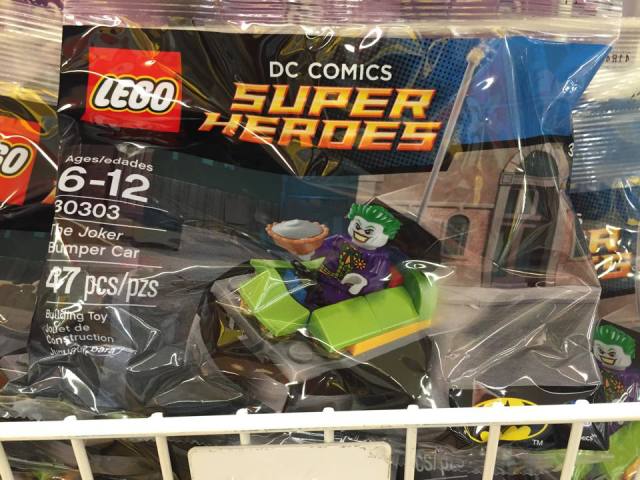 LEGO
DC COMICS
SUPER
HEROES
Ages/edades
6-12
30303
The Joker
Bumper Car
47 pcs/pzs
Building Toy
Jouet de
Construction
TM